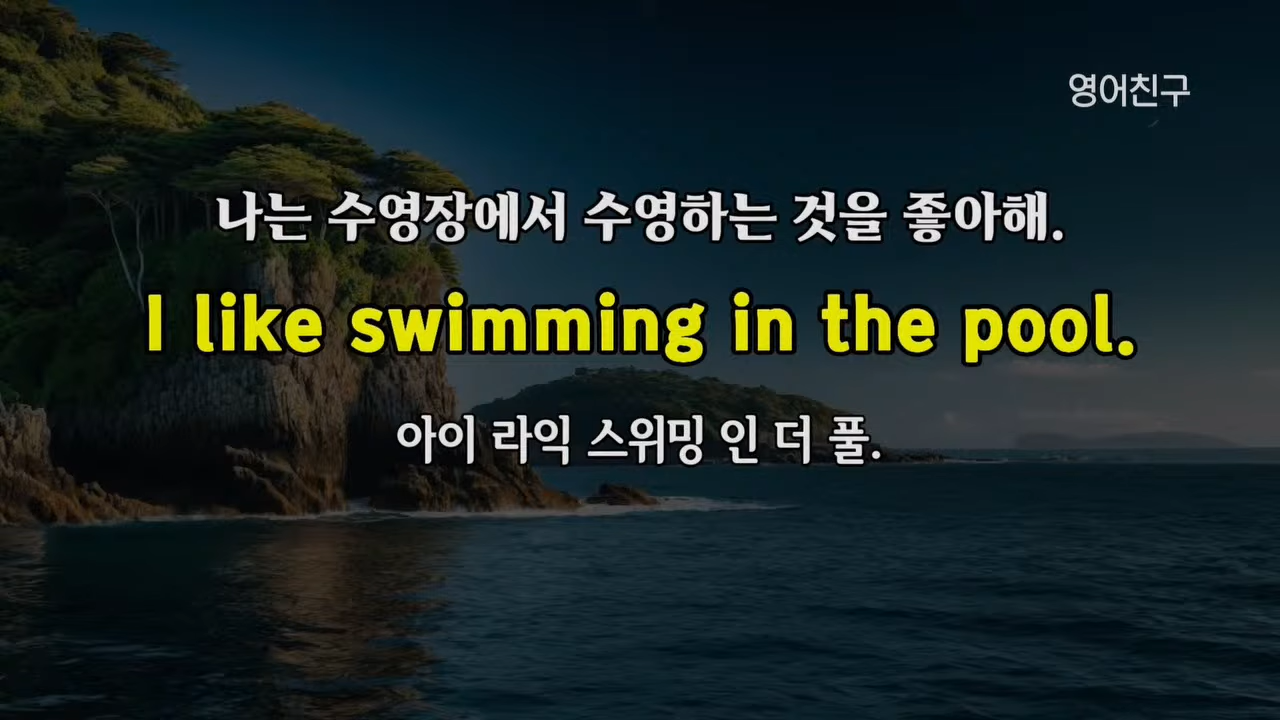 영어친구
나는 수영장에서 수영하는 것을 좋아해.
I like swimming in the pool.
아이 라익 스위밍 인 더 풀.